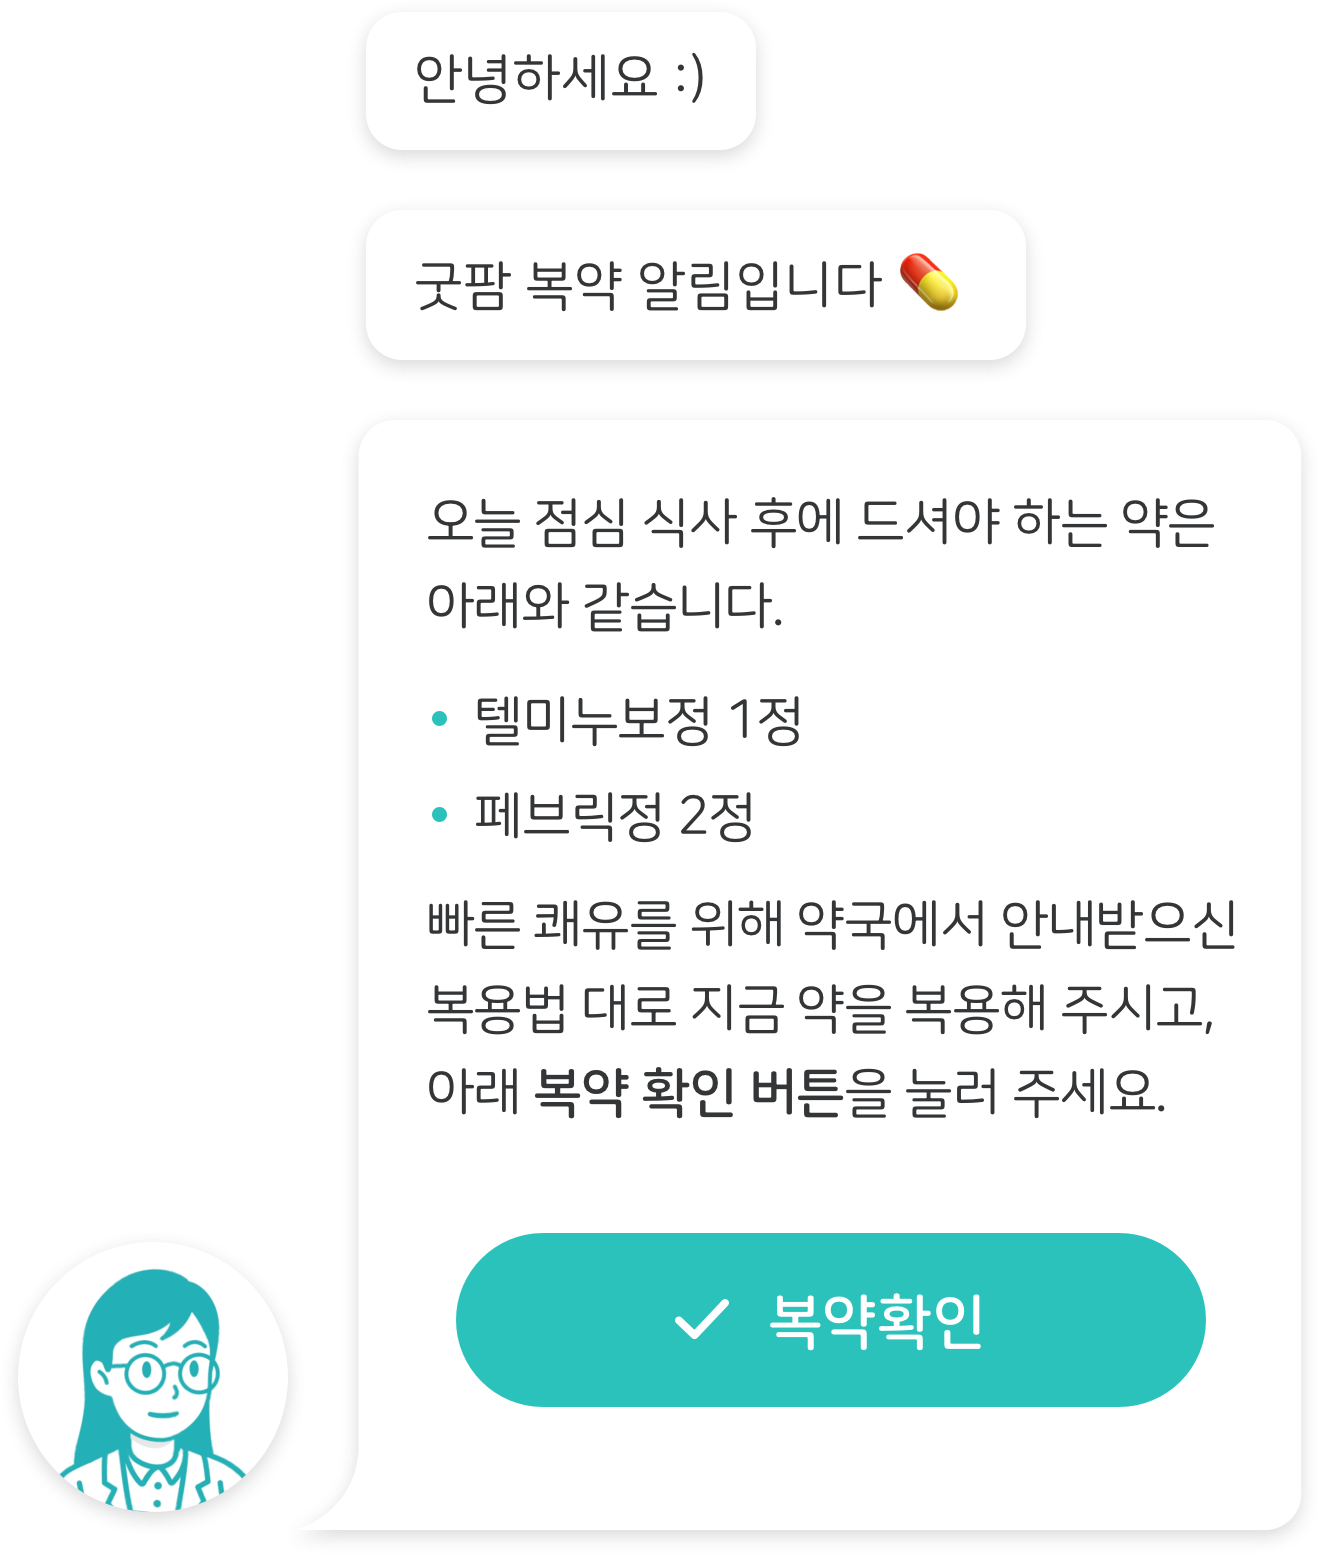 안녕하세요 :)
굿팜 복약 알림입니다 💊
오늘 점심 식사 후에 드셔야 하는 약은
아래와 같습니다.
• 텔미누보정 1정
• 페브릭정 2정
빠른 쾌유를 위해 약국에서 안내받으신
복용법 대로 지금 약을 복용해 주시고,
아래 복약 확인 버튼을 눌러 주세요.
복약확인